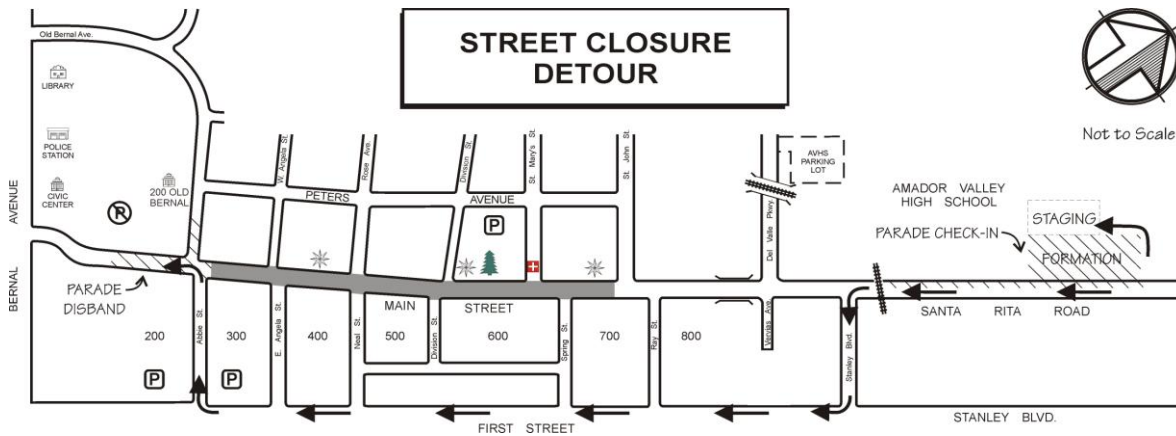 STREET CLOSURE
DETOUR
Old Bernal Ave.
LIBRARY
POLICE
STATION
CIVIC
CENTER
200 OLD
BERNAL
P
BERNAL AVENUE
W. Angela St.
Rose Ave.
Division St.
St. Mary's St.
St. John St.
Del Valle Pkwy.
AVHS
PARKING
LOT
Not to Scale
PETERS AVENUE
P
AMADOR VALLEY
HIGH SCHOOL
STAGING
PARADE CHECK-IN
FORMATION
PARADE
DISBAND
MAIN STREET
SANTA RITA ROAD
200
300
400
500
600
700
800
Abbie St.
E. Angela St.
Neal St.
Division St.
Spring St.
Ray St.
Vervias Ave.
Stanley Blvd.
P
P
FIRST STREET
STANLEY BLVD.